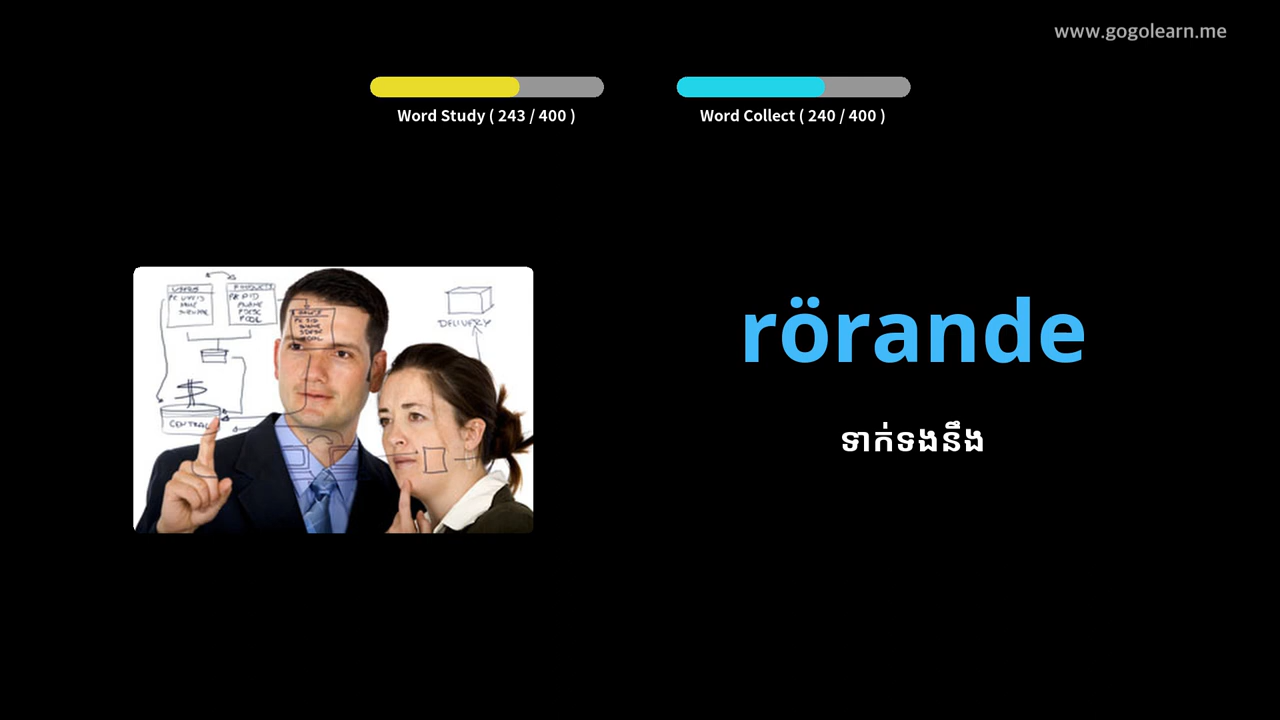 www.gogolearn.me
Word Study ( 243 / 400 )
Word Collect ( 240 / 400 )
rörande
ទាក់ទងនឹង
DELIVERY
$
CENTRAL